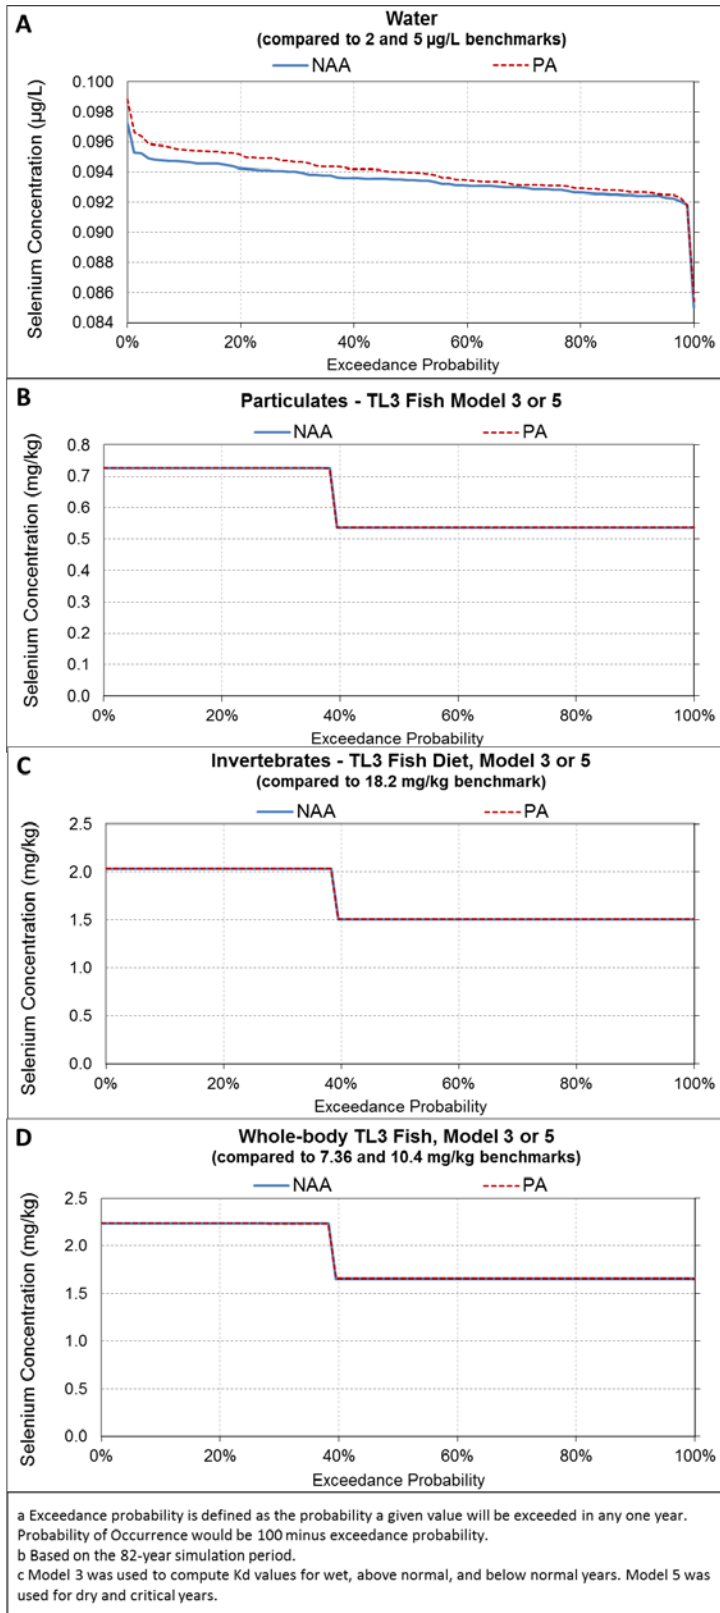 A
Water
(compared to 2 and 5 µg/L benchmarks)
NAA PA
Selenium Concentration (µg/L)
0.100
0.098
0.096
0.094
0.092
0.090
0.088
0.086
0.084
0% 20% 40% 60% 80% 100%
Exceedance Probability
B
Particulates - TL3 Fish Model 3 or 5
NAA PA
Selenium Concentration (mg/kg)
0.8
0.7
0.6
0.5
0.4
0.3
0.2
0.1
0.0
0% 20% 40% 60% 80% 100%
Exceedance Probability
C
Invertebrates - TL3 Fish Diet, Model 3 or 5
(compared to 18.2 mg/kg benchmark)
NAA PA
Selenium Concentration (mg/kg)
2.5
2.0
1.5
1.0
0.5
0.0
0% 20% 40% 60% 80% 100%
Exceedance Probability
D
Whole-body TL3 Fish, Model 3 or 5
(compared to 7.36 and 10.4 mg/kg benchmarks)
NAA PA
Selenium Concentration (mg/kg)
2.5
2.0
1.5
1.0
0.5
0.0
0% 20% 40% 60% 80% 100%
Exceedance Probability
a Exceedance probability is defined as the probability a given value will be exceeded in any one year.
Probability of Occurrence would be 100 minus exceedance probability.
b Based on the 82-year simulation period.
c Model 3 was used to compute Kd values for wet, above normal, and below normal years. Model 5 was
used for dry and critical years.